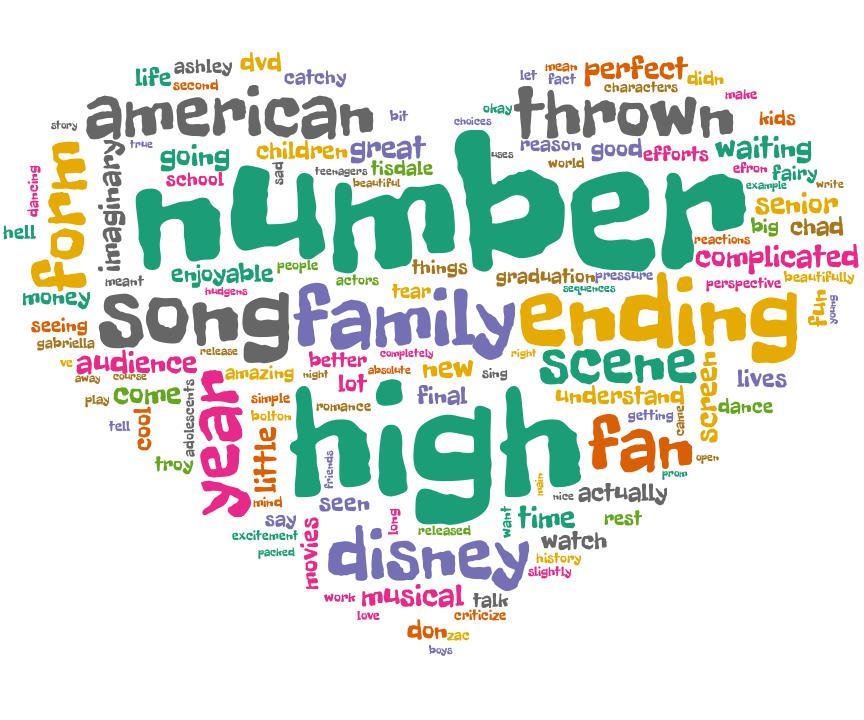 life ashley dvd catchy
second
let mean fact perfect didn
characters make
american bit
choices okay thrown kids
story true
form imaginary
going children great
school sad teenagers tisdale
beautiful
uses reason good efforts waiting
world efron fairy
example write
dancing
hell
number
senior
big chad
reactions
complicated
meant enjoyable people actors things
graduation pressure perspective beautifully
sequences
money hudgens tear
song family ending
fun young
seeing
gabriella
release
ve audience
away course
better completely
absolute
right
scene
amazing night lot new sing
play come
simple
romance final understand
screen lives
dance
tell cool adolescents
year
bolton
little
high
getting came
fan
open
troy friends
prom
mind
main nice actually
seen
say
long
released
want time rest
excitement
packed
movies
disney
watch
history
slightly
work musical talk
love criticize
don zac
boys